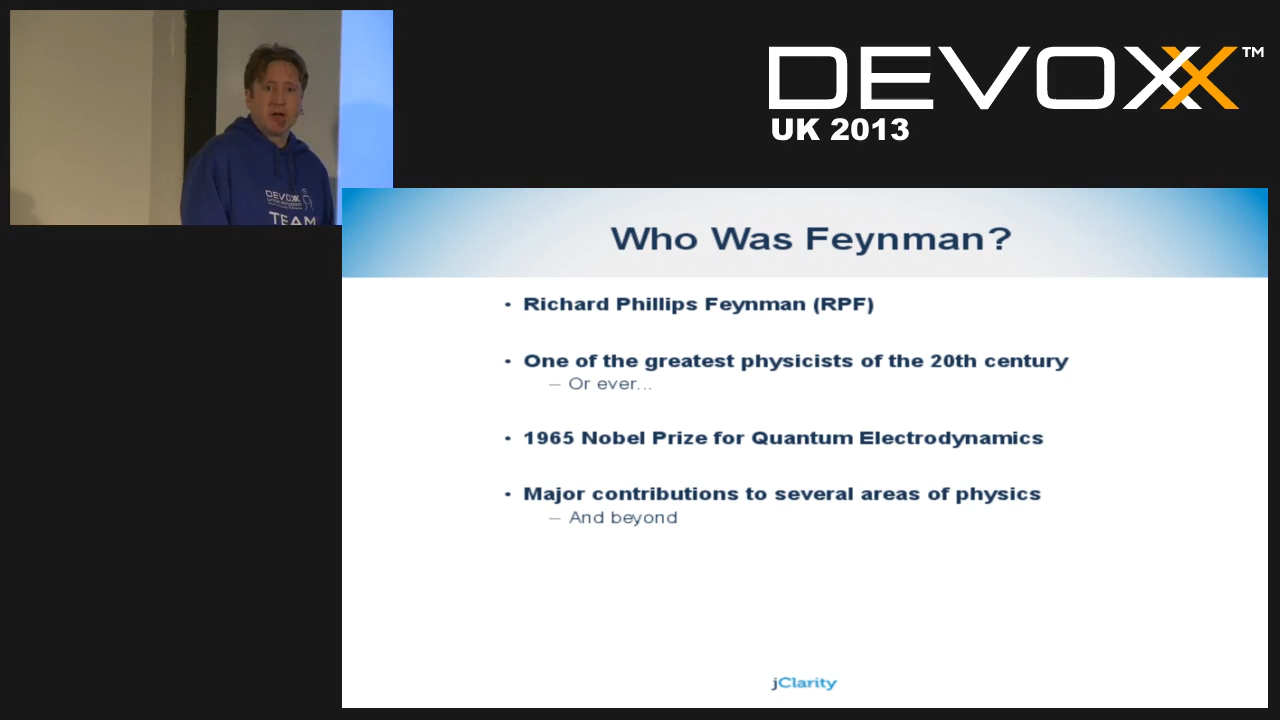 DEVOXX™
UK 2013
DEVOXX
united kingdom
TEAM
Who Was Feynman?
• Richard Phillips Feynman (RPF)
• One of the greatest physicists of the 20th century
– Or ever...
• 1965 Nobel Prize for Quantum Electrodynamics
• Major contributions to several areas of physics
– And beyond
jClarity